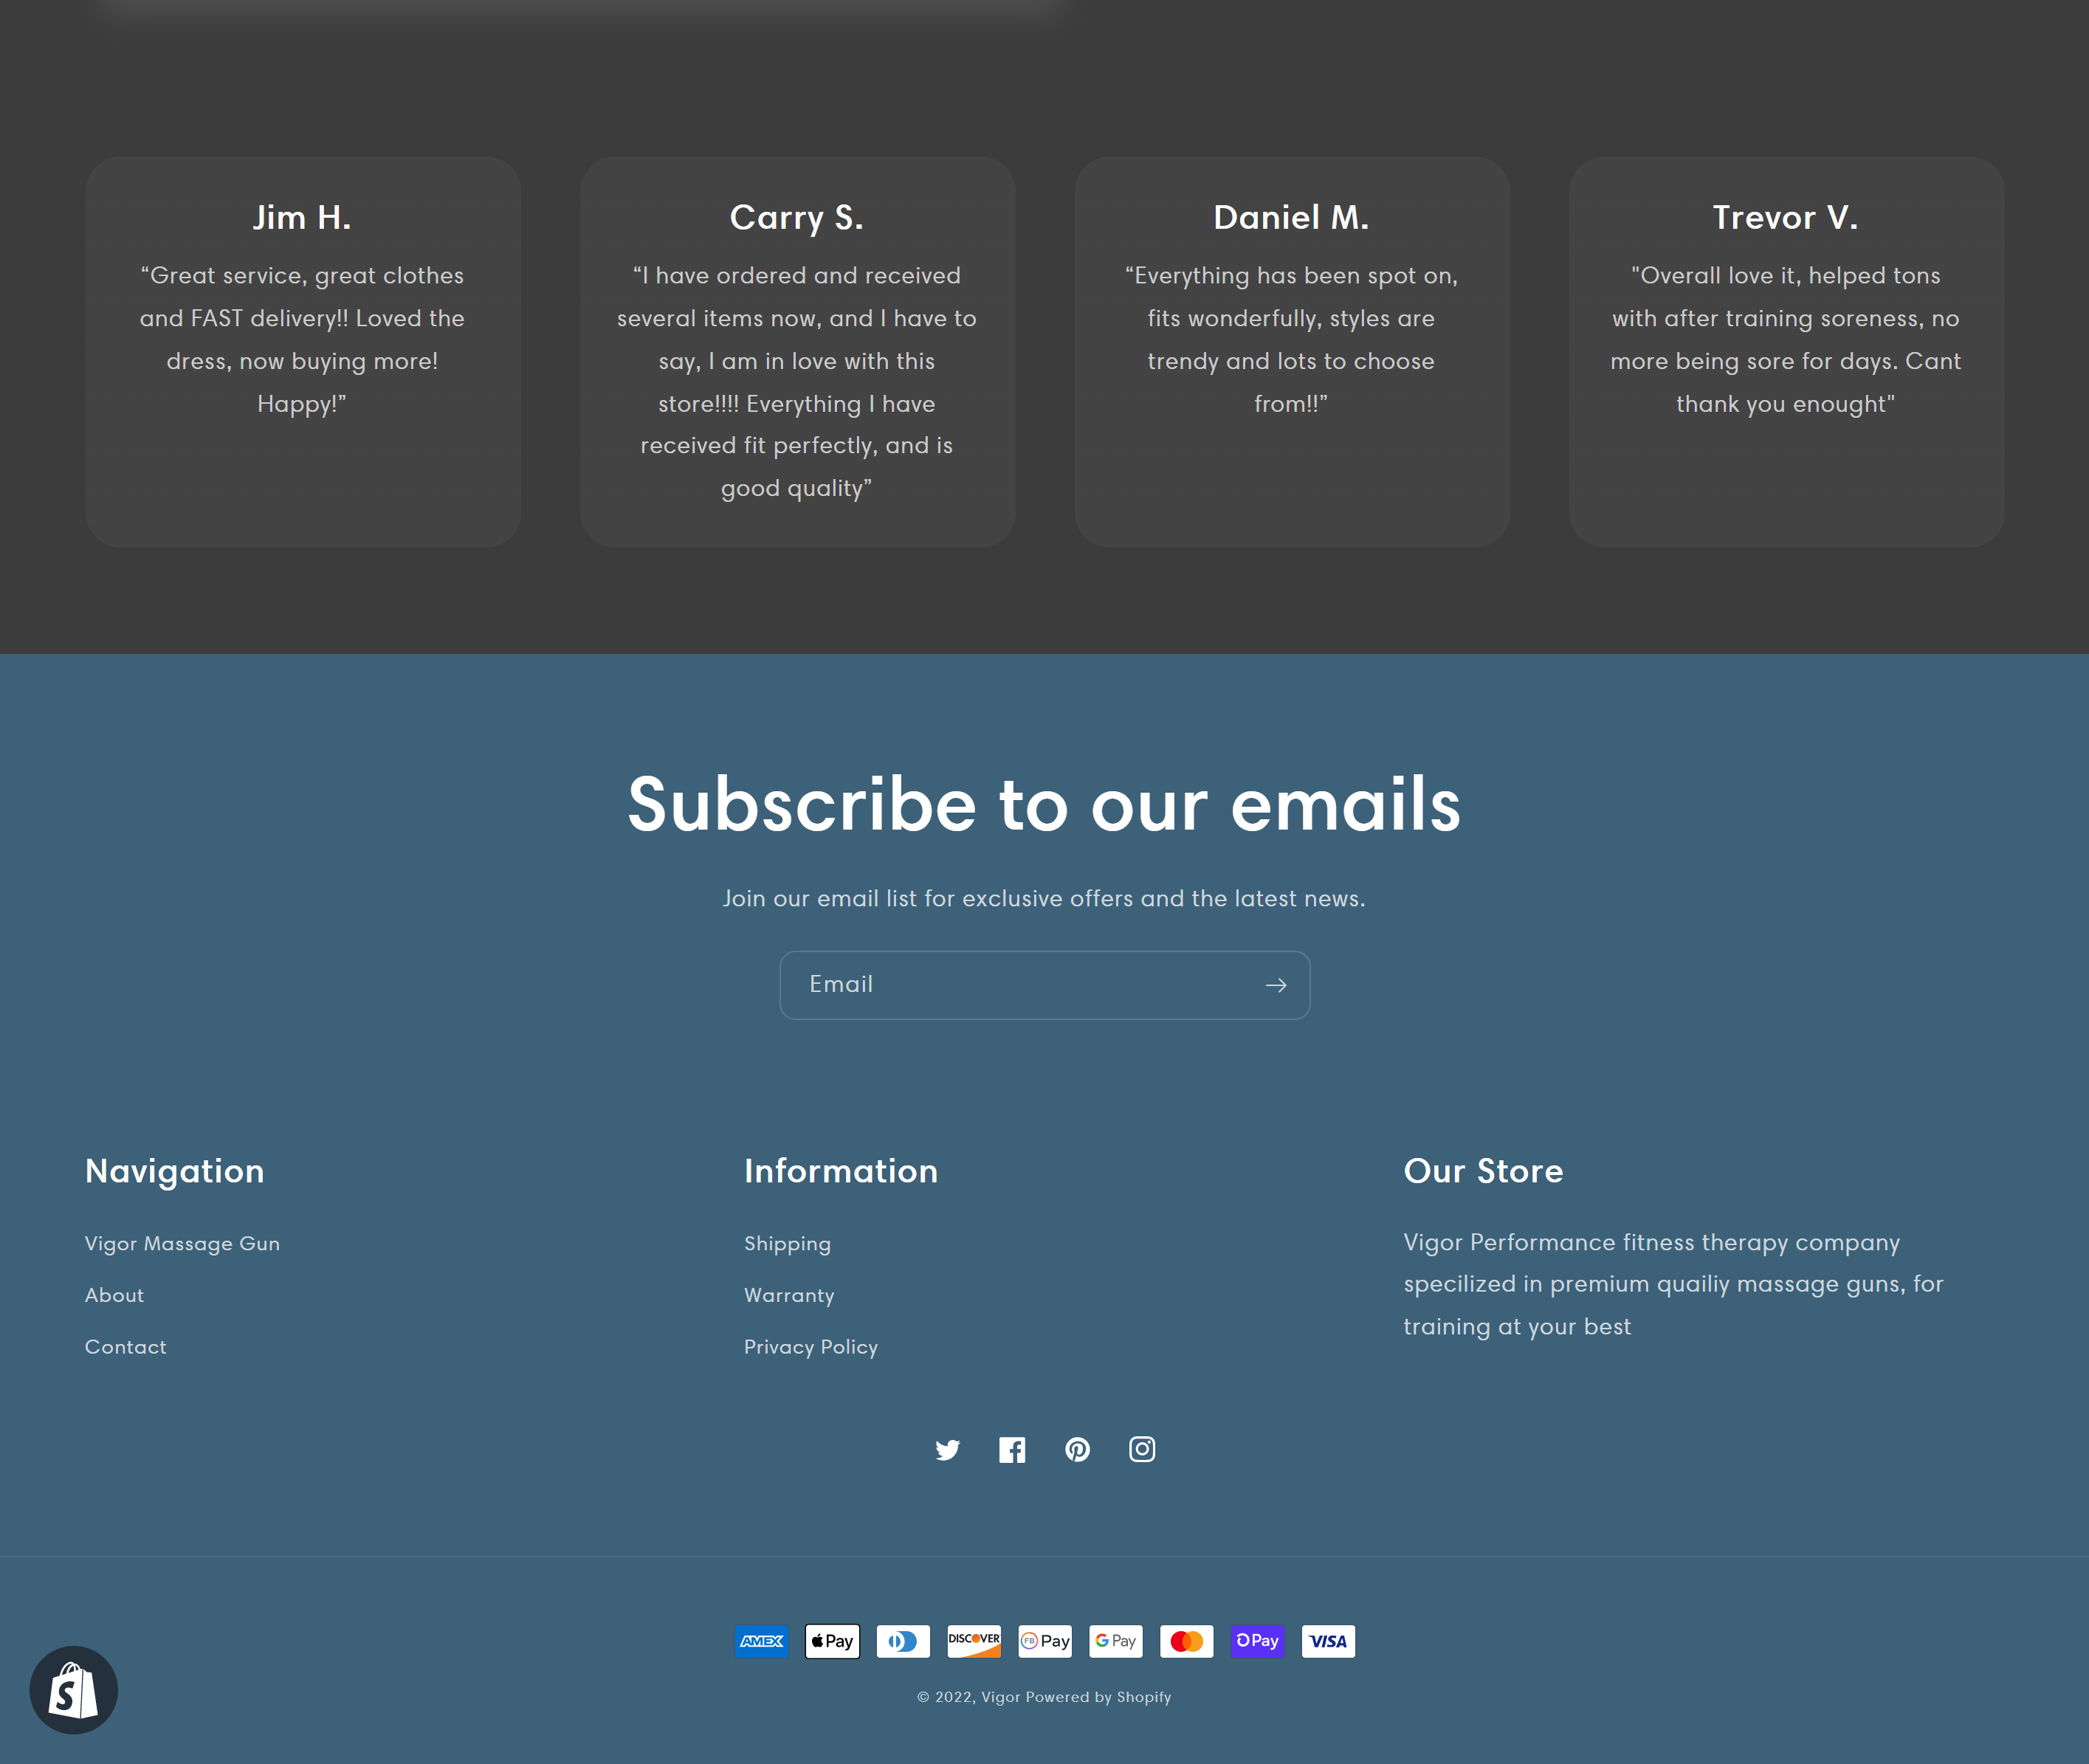 Jim H.
“Great service, great clothes
and FAST delivery!! Loved the
dress, now buying more!
Happy!”
Carry S.
“I have ordered and received
several items now, and I have to
say, I am in love with this
store!!!! Everything I have
received fit perfectly, and is
good quality”
Daniel M.
“Everything has been spot on,
fits wonderfully, styles are
trendy and lots to choose
from!!”
Trevor V.
"Overall love it, helped tons
with after training soreness, no
more being sore for days. Cant
thank you enought"
Subscribe to our emails
Join our email list for exclusive offers and the latest news.
Email
Navigation
Vigor Massage Gun
About
Contact
Information
Shipping
Warranty
Privacy Policy
Our Store
Vigor Performance fitness therapy company
specilized in premium quailiy massage guns, for
training at your best
AMEX Pay DISCOVER FB Pay G Pay Pay VISA
© 2022, Vigor Powered by Shopify
S